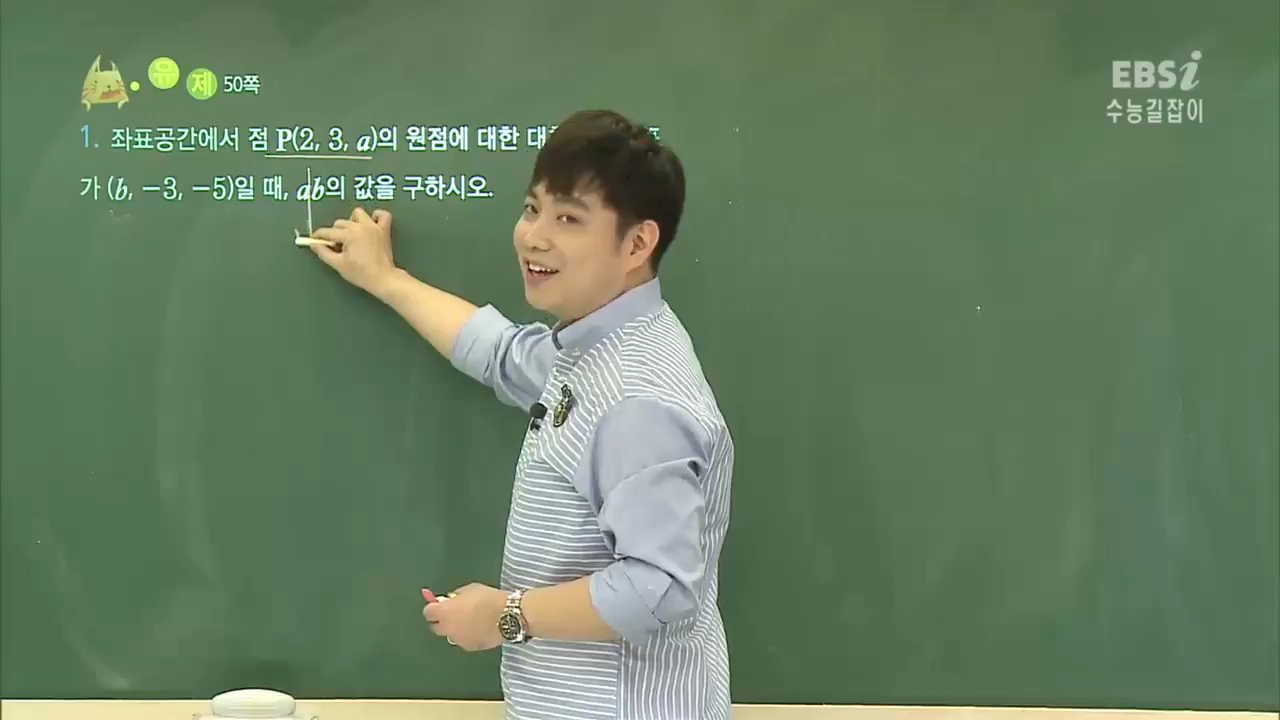 유제 50쪽
EBSi
수능길잡이
1. 좌표공간에서 점 P(2, 3, a)의 원점에 대한
가 (b, −3, −5)일 때, ab의 값을 구하시오.